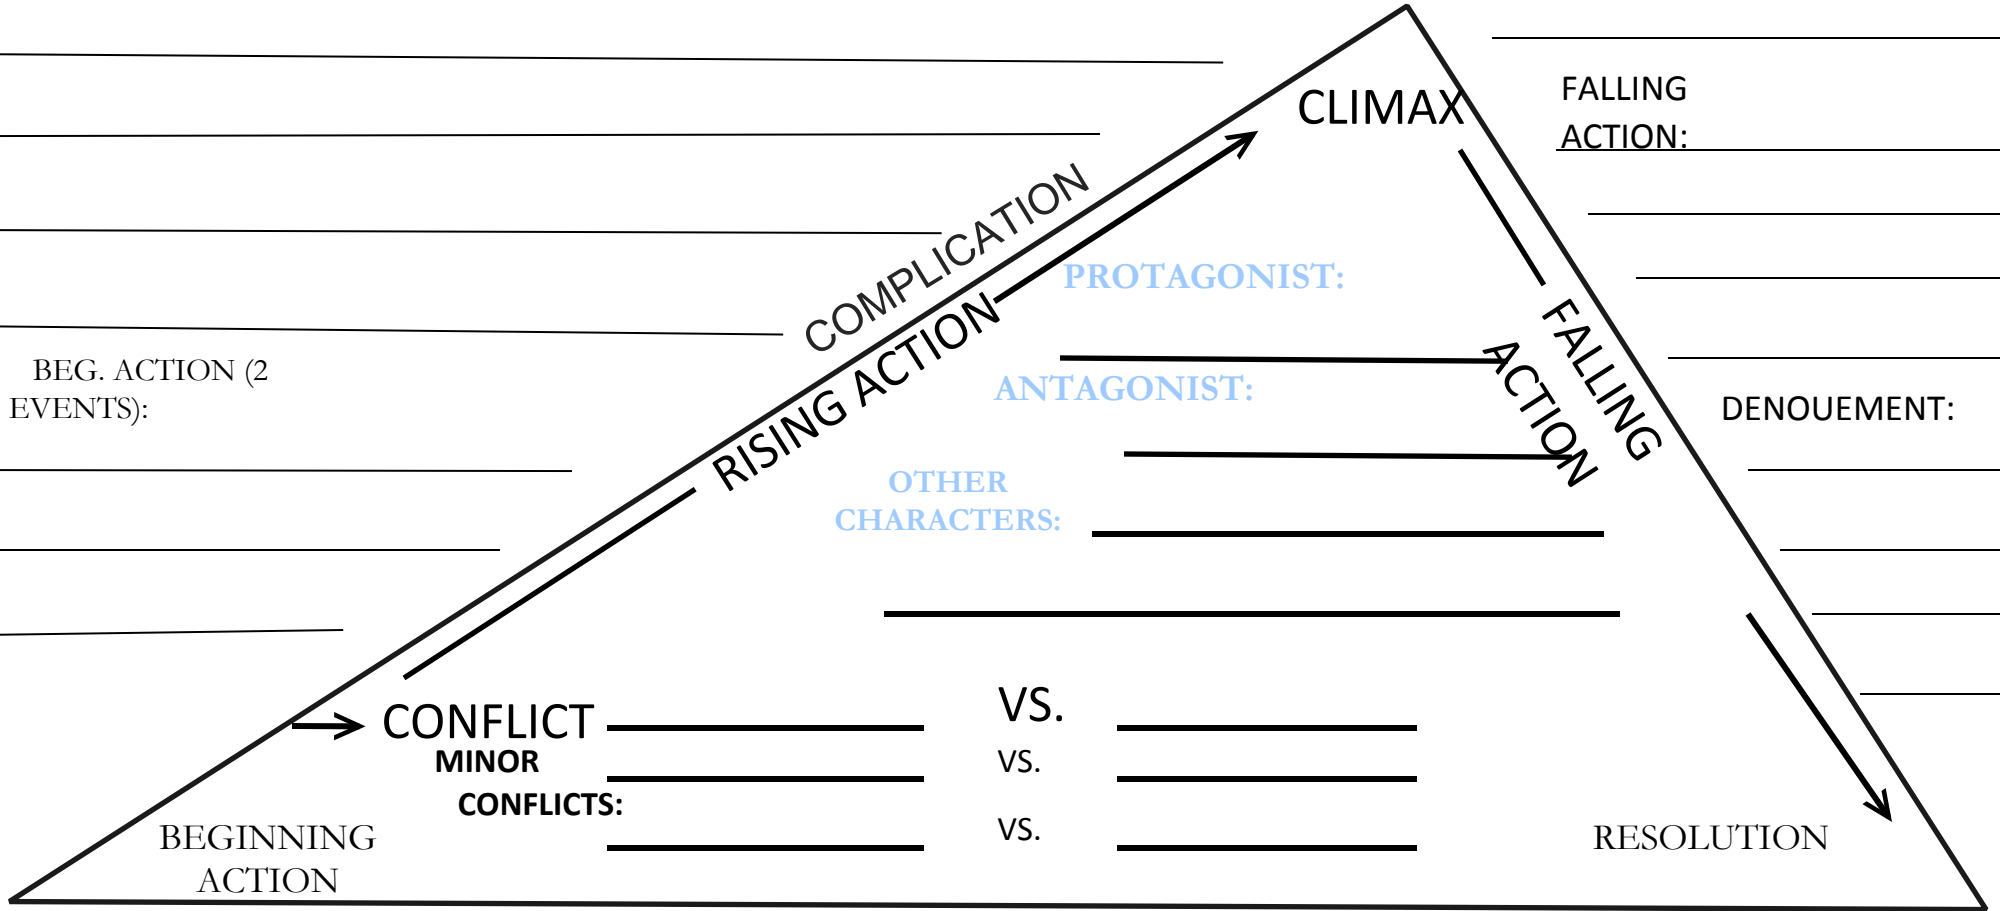 CLIMAX
FALLING
ACTION:
COMPLICATION
RISING ACTION
PROTAGONIST:
FALLING
ACTION
BEG. ACTION (2
EVENTS):
ANTAGONIST:
DENOUEMENT:
OTHER
CHARACTERS:
CONFLICT VS.
MINOR VS.
CONFLICTS:
VS.
BEGINNING
ACTION
RESOLUTION